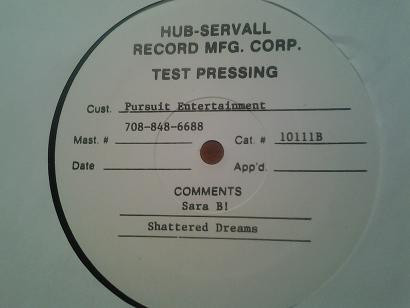 HUB-SERVALL
RECORD MFG. CORP.
TEST PRESSING
Cust. Pursuit Entertainment
708-848-6688
Mast. # Cat. # 10111B
Date App'd.
COMMENTS
Sara B!
Shattered Dreams